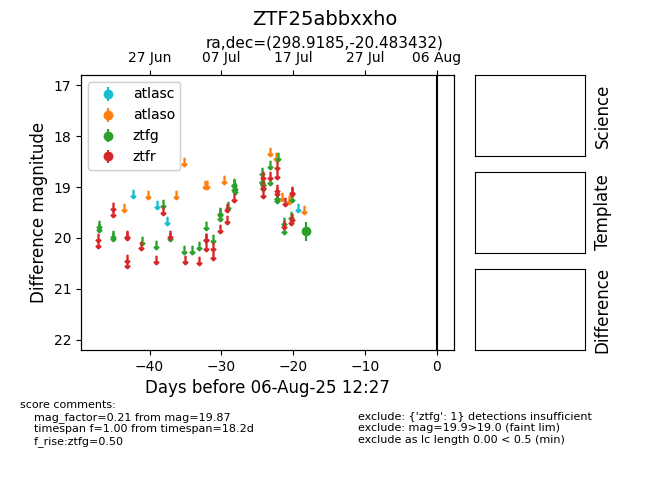 ZTF25abbxxho
ra,dec=(298.9185,-20.483432)
27 Jun 07 Jul 17 Jul 27 Jul 06 Aug
atlasc
atlaso
ztfg
ztfr
17
18
19
20
21
22
Difference magnitude
−40 −30 −20 −10 0
Days before 06-Aug-25 12:27
Science
Template
Difference
score comments:
mag_factor=0.21 from mag=19.87
timespan f=1.00 from timespan=18.2d
f_rise:ztfg=0.50
exclude: {'ztfg': 1} detections insufficient
exclude: mag=19.9>19.0 (faint lim)
exclude as lc length 0.00 < 0.5 (min)